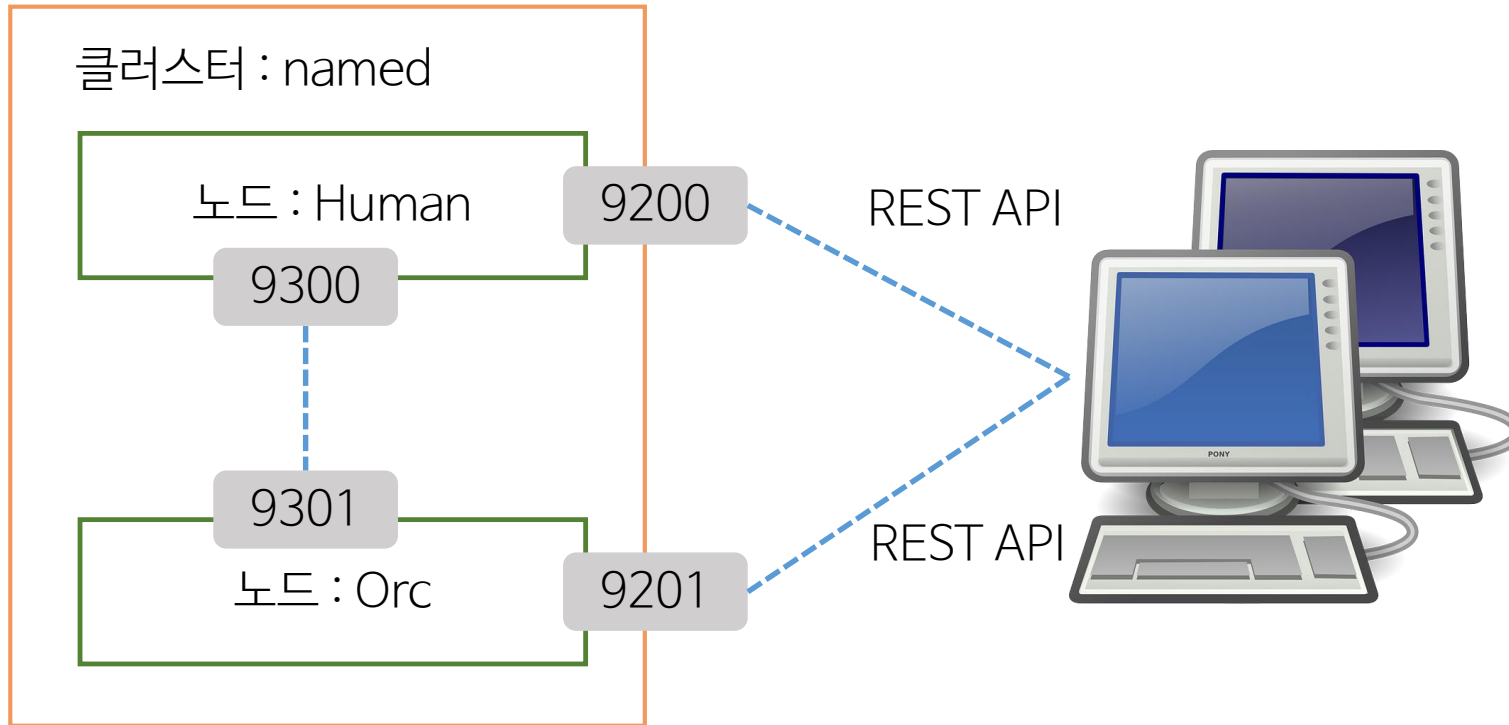 클러스터 : named
노드 : Human
9200
REST API
9300
9301
노드 : Orc
9201
REST API
PONY